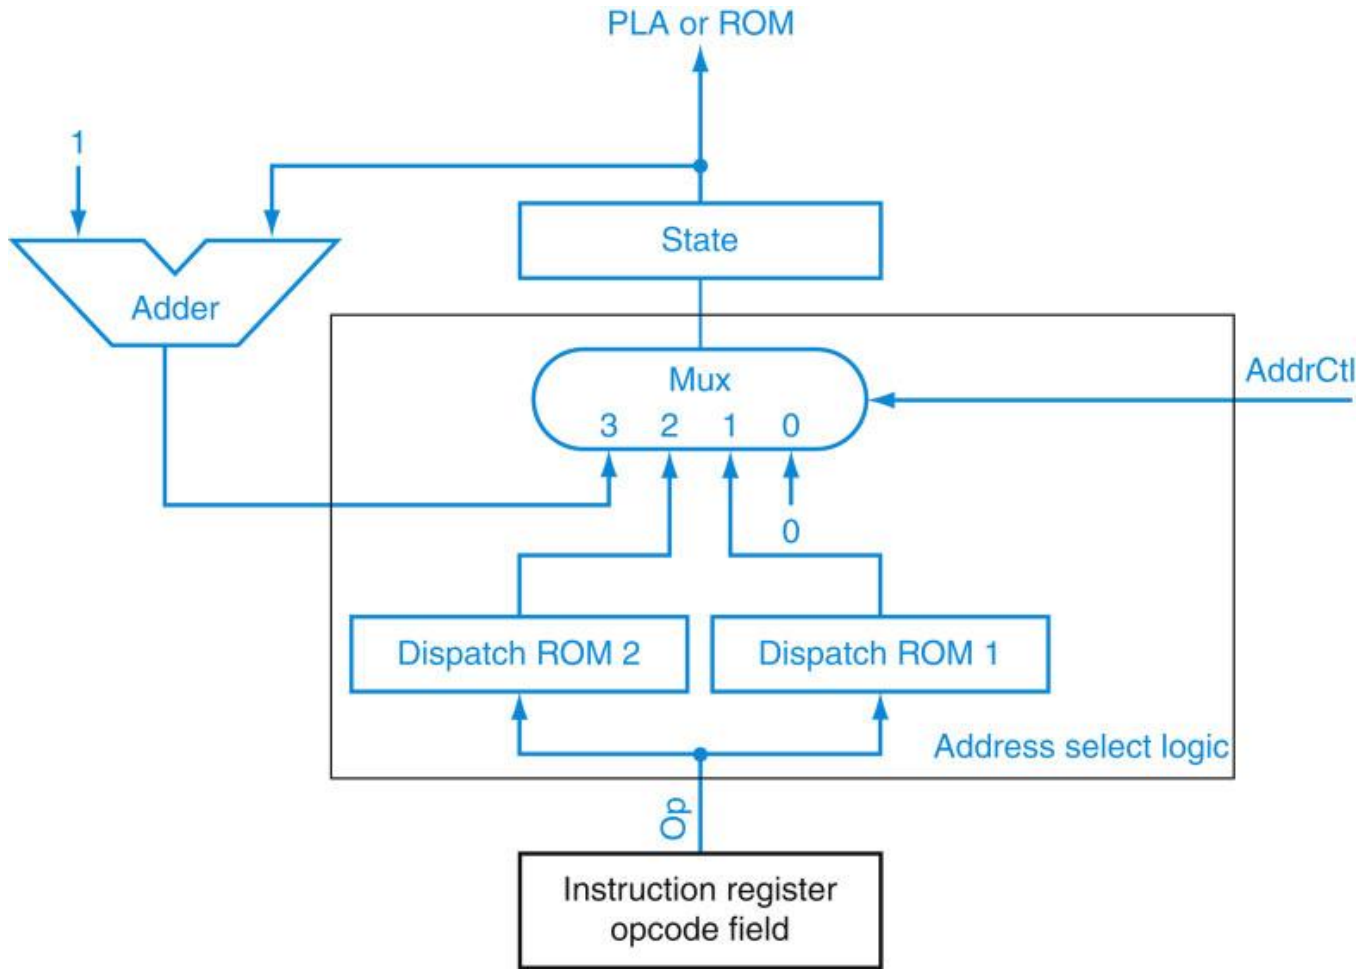 PLA or ROM
1
State
Adder
Mux
AddrCtl
3 2 1 0
0
Dispatch ROM 2
Dispatch ROM 1
Address select logic
Op
Instruction register
opcode field